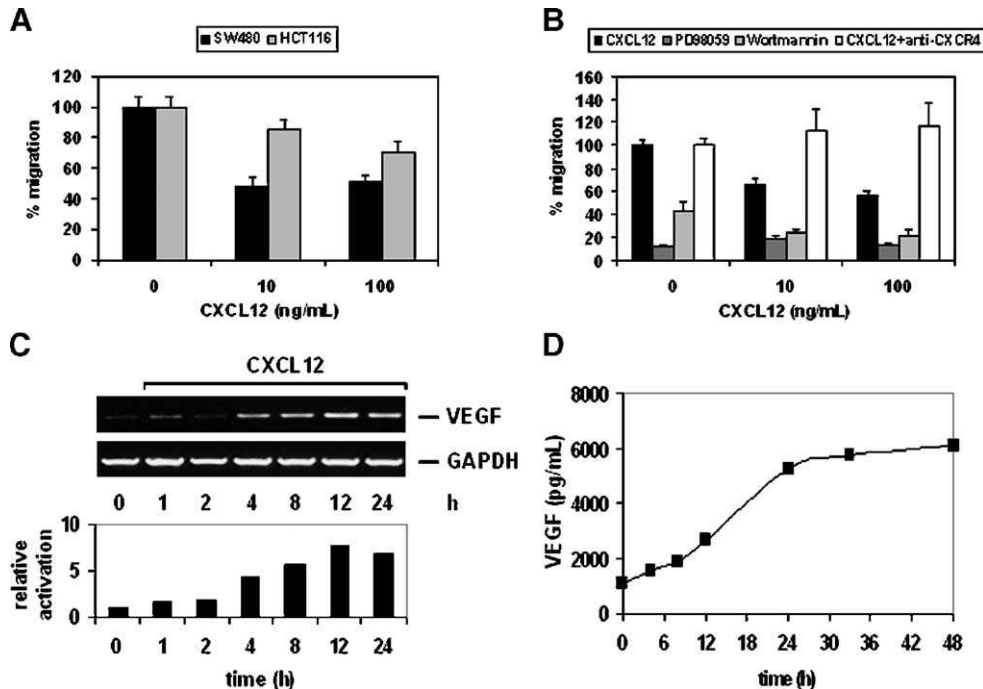 A
SW480 HCT116
120
100
80
60
40
20
0
% migration
0 10 100
CXCL12 (ng/mL)
B
CXCL12 PD98059 Wortmannin CXCL12+anti-CXCR4
160
140
120
100
80
60
40
20
0
% migration
0 10 100
CXCL12 (ng/mL)
C
CXCL12
VEGF
GAPDH
0 1 2 4 8 12 24 h
10
5
0
relative
activation
0 1 2 4 8 12 24
time (h)
D
8000
6000
4000
2000
0
VEGF (pg/mL)
0 6 12 18 24 30 36 42 48
time(h)